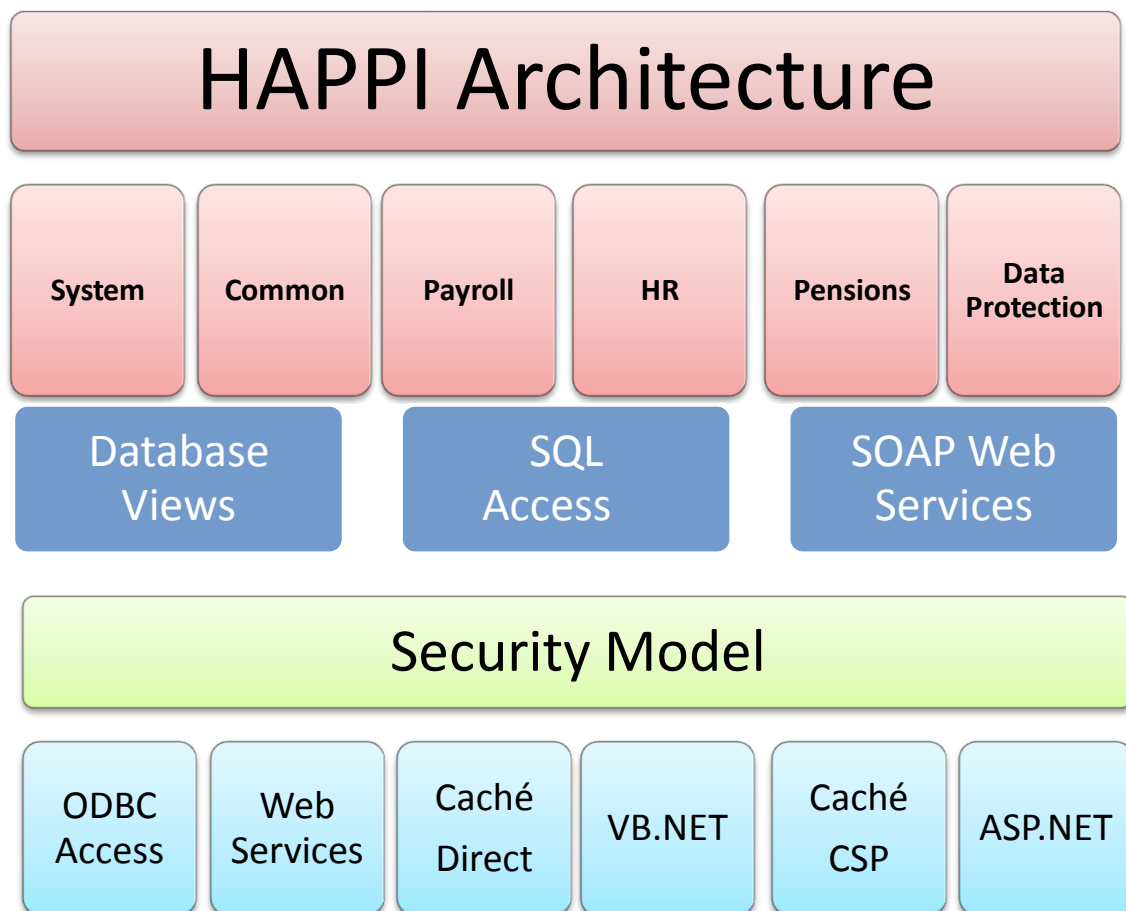 HAPPI Architecture
System
Common
Payroll
HR
Pensions
Data
Protection
Database
Views
SQL
Access
SOAP Web
Services
Security Model
ODBC
Access
Web
Services
Caché
Direct
VB.NET
Caché
CSP
ASP.NET